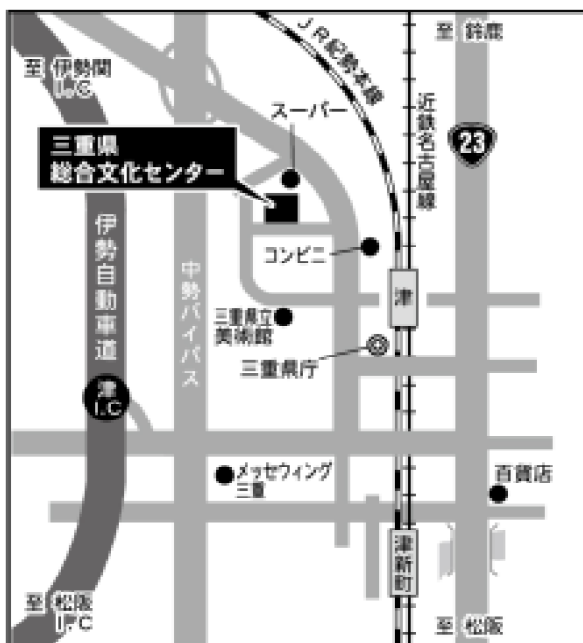 至 鈴鹿
JR紀勢本線
至 伊勢関
I.C
近鉄名古屋線
スーパー
23
三重県
総合文化センター
コンビニ
伊勢自動車道
中勢バイパス
津
三重県立
美術館
三重県庁
津
I.C
メッセウィング
三重
百貨店
津新町
至 松阪
I.C
至 松阪